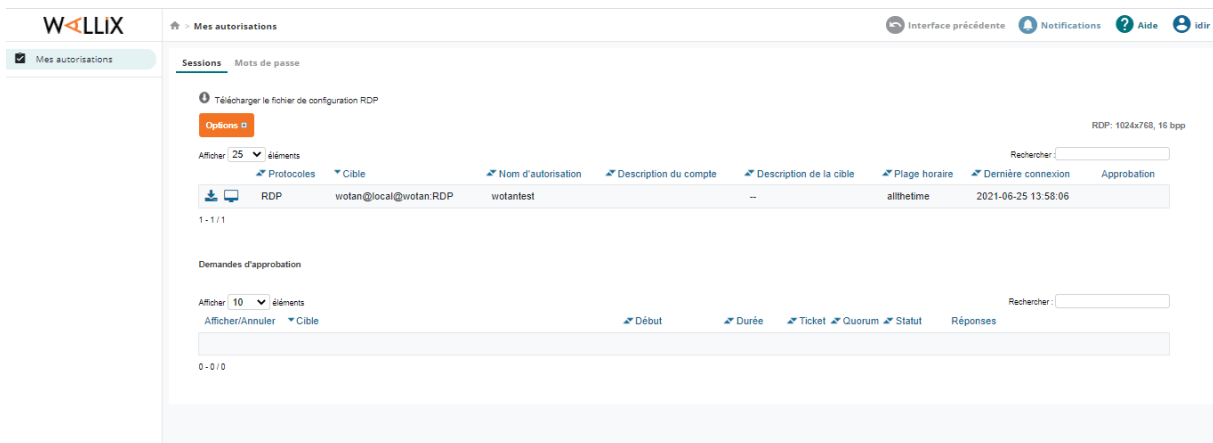 WALLIX
> Mes autorisations
Interface précédente Notifications ? Aide idir
Mes autorisations
Sessions Mots de passe
Télécharger le fichier de configuration RDP
Options
RDP: 1024x768, 16 bpp
Afficher 25 éléments
Rechercher :
Protocoles Cible Nom d'autorisation Description du compte Description de la cible Plage horaire Dernière connexion Approbation
RDP wotan@local@wotan:RDP wotantest -- allthetime 2021-06-25 13:58:06
1 - 1 / 1
Demandes d'approbation
Afficher 10 éléments
Rechercher :
Afficher/Annuler Cible Début Durée Ticket Quorum Statut Réponses
0 - 0 / 0